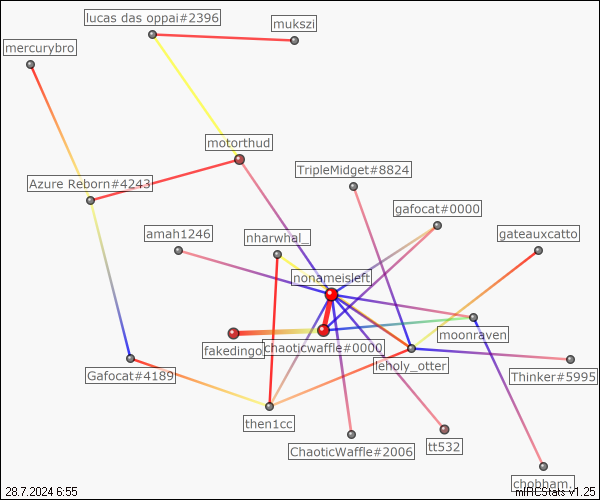 lucas das oppai#2396
mukszi
mercurybro
motorthud
TripleMidget#8824
Azure Reborn#4243
gafocat#0000
amah1246
nharwhal_
gateauxcatto
nonameisleft
moonraven
fakedingo
chaoticwaffle#0000
leholy_otter
Gafocat#4189
Thinker#5995
then1cc
ChaoticWaffle#2006
tt532
chobbam.
28.7.2024 6:55
mIRCStats v1.25